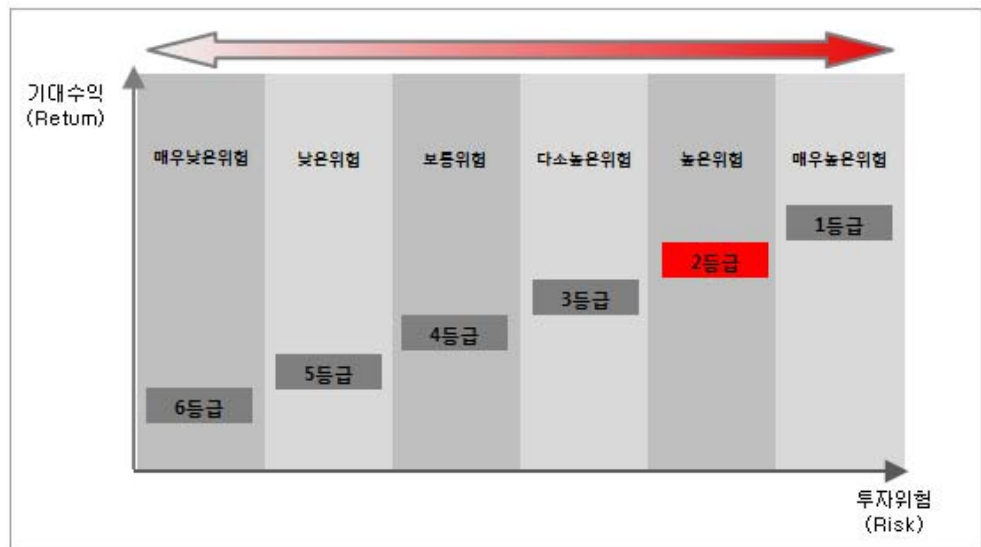 기대수익
(Return)
매우낮은위험
낮은위험
보통위험
다소높은위험
높은위험
매우높은위험
1등급
2등급
3등급
4등급
5등급
6등급
투자위험
(Risk)